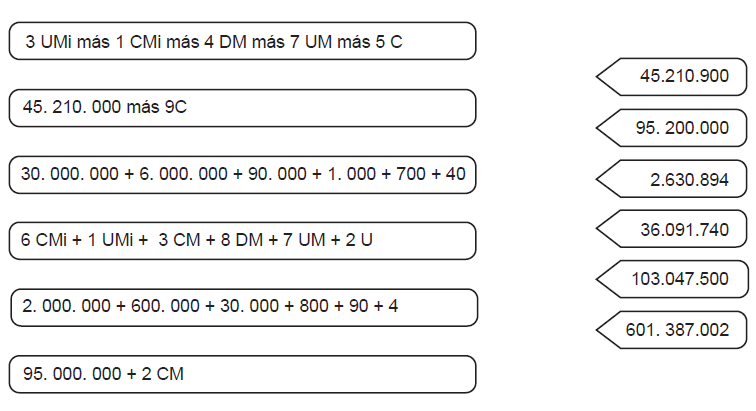 3 UMi más 1 CMi más 4 DM más 7 UM más 5 C
45. 210. 000 más 9C
30. 000. 000 + 6. 000. 000 + 90. 000 + 1. 000 + 700 + 40
6 CMi + 1 UMi + 3 CM + 8 DM + 7 UM + 2 U
2. 000. 000 + 600. 000 + 30. 000 + 800 + 90 + 4
95. 000. 000 + 2 CM
45.210.900
95. 200.000
2.630.894
36.091.740
103.047.500
601. 387.002